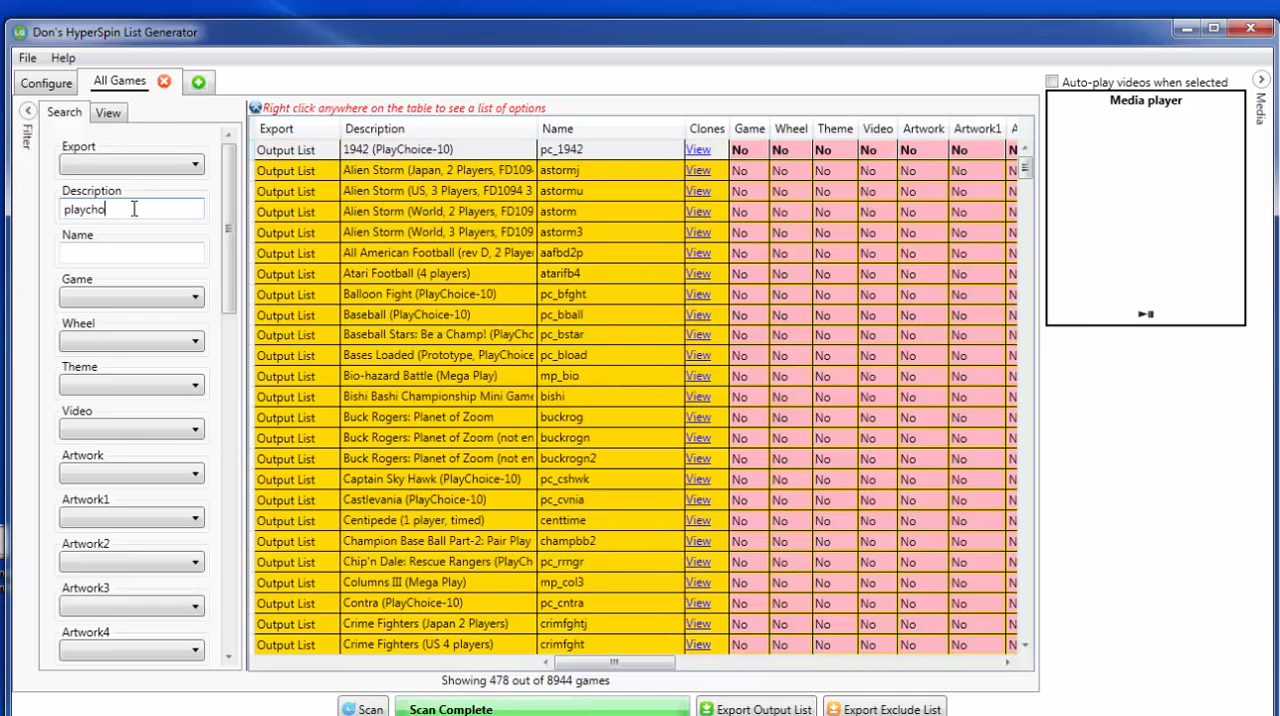 Don's HyperSpin List Generator
File Help
Configure All Games
Search View
Filter
Export
Description
playcho
Name
Game
Wheel
Theme
Video
Artwork
Artwork1
Artwork2
Artwork3
Artwork4
Right click anywhere on the table to see a list of options
Export Description Name Clones Game Wheel Theme Video Artwork Artwork1 A
Output List 1942 (PlayChoice-10) pc_1942 View No No No No No No N
Output List Alien Storm (Japan, 2 Players, FD109 astormj View No No No No No No N
Output List Alien Storm (US, 3 Players, FD1094 3 astormu View No No No No No No N
Output List Alien Storm (World, 2 Players, FD109 astorm View No No No No No No N
Output List Alien Storm (World, 3 Players, FD109 astorm3 View No No No No No No N
Output List All American Football (rev D, 2 Playe aafbd2p View No No No No No No N
Output List Atari Football (4 players) atarifb4 View No No No No No No N
Output List Balloon Fight (PlayChoice-10) pc_bfght View No No No No No No N
Output List Baseball (PlayChoice-10) pc_bball View No No No No No No N
Output List Baseball Stars: Be a Champ! (PlayChc pc_bstar View No No No No No No N
Output List Bases Loaded (Prototype, PlayChoice pc_bload View No No No No No No N
Output List Bio-hazard Battle (Mega Play) mp_bio View No No No No No No N
Output List Bishi Bashi Championship Mini Game bishi View No No No No No No N
Output List Buck Rogers: Planet of Zoom buckrog View No No No No No No N
Output List Buck Rogers: Planet of Zoom (not en buckrogn View No No No No No No N
Output List Buck Rogers: Planet of Zoom (not en buckrogn2 View No No No No No No N
Output List Captain Sky Hawk (PlayChoice-10) pc_cshwk View No No No No No No N
Output List Castlevania (PlayChoice-10) pc_cvnia View No No No No No No N
Output List Centipede (1 player, timed) centtime View No No No No No No N
Output List Champion Base Ball Part-2: Pair Play champbb2 View No No No No No No N
Output List Chip'n Dale: Rescue Rangers (PlayCh pc_rrngr View No No No No No No N
Output List Columns III (Mega Play) mp_col3 View No No No No No No N
Output List Contra (PlayChoice-10) pc_cntra View No No No No No No N
Output List Crime Fighters (Japan 2 Players) crimfghtj View No No No No No No N
Output List Crime Fighters (US 4 players) crimfght View No No No No No No N
Showing 478 out of 8944 games
Scan Scan Complete Export Output List Export Exclude List
Auto-play videos when selected
Media player
Media